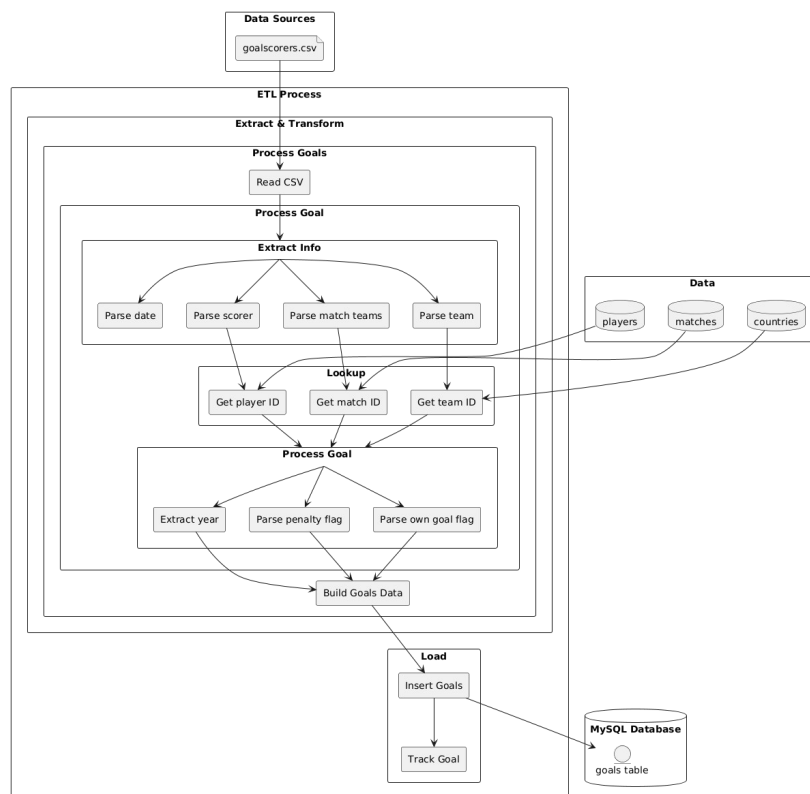 Data Sources
goalscorers.csv
ETL Process
Extract & Transform
Process Goals
Read CSV
Process Goal
Extract Info
Parse date
Parse scorer
Parse match teams
Parse team
Data
players
matches
countries
Lookup
Get player ID
Get match ID
Get team ID
Process Goal
Extract year
Parse penalty flag
Parse own goal flag
Build Goals Data
Load
Insert Goals
Track Goal
MySQL Database
goals table